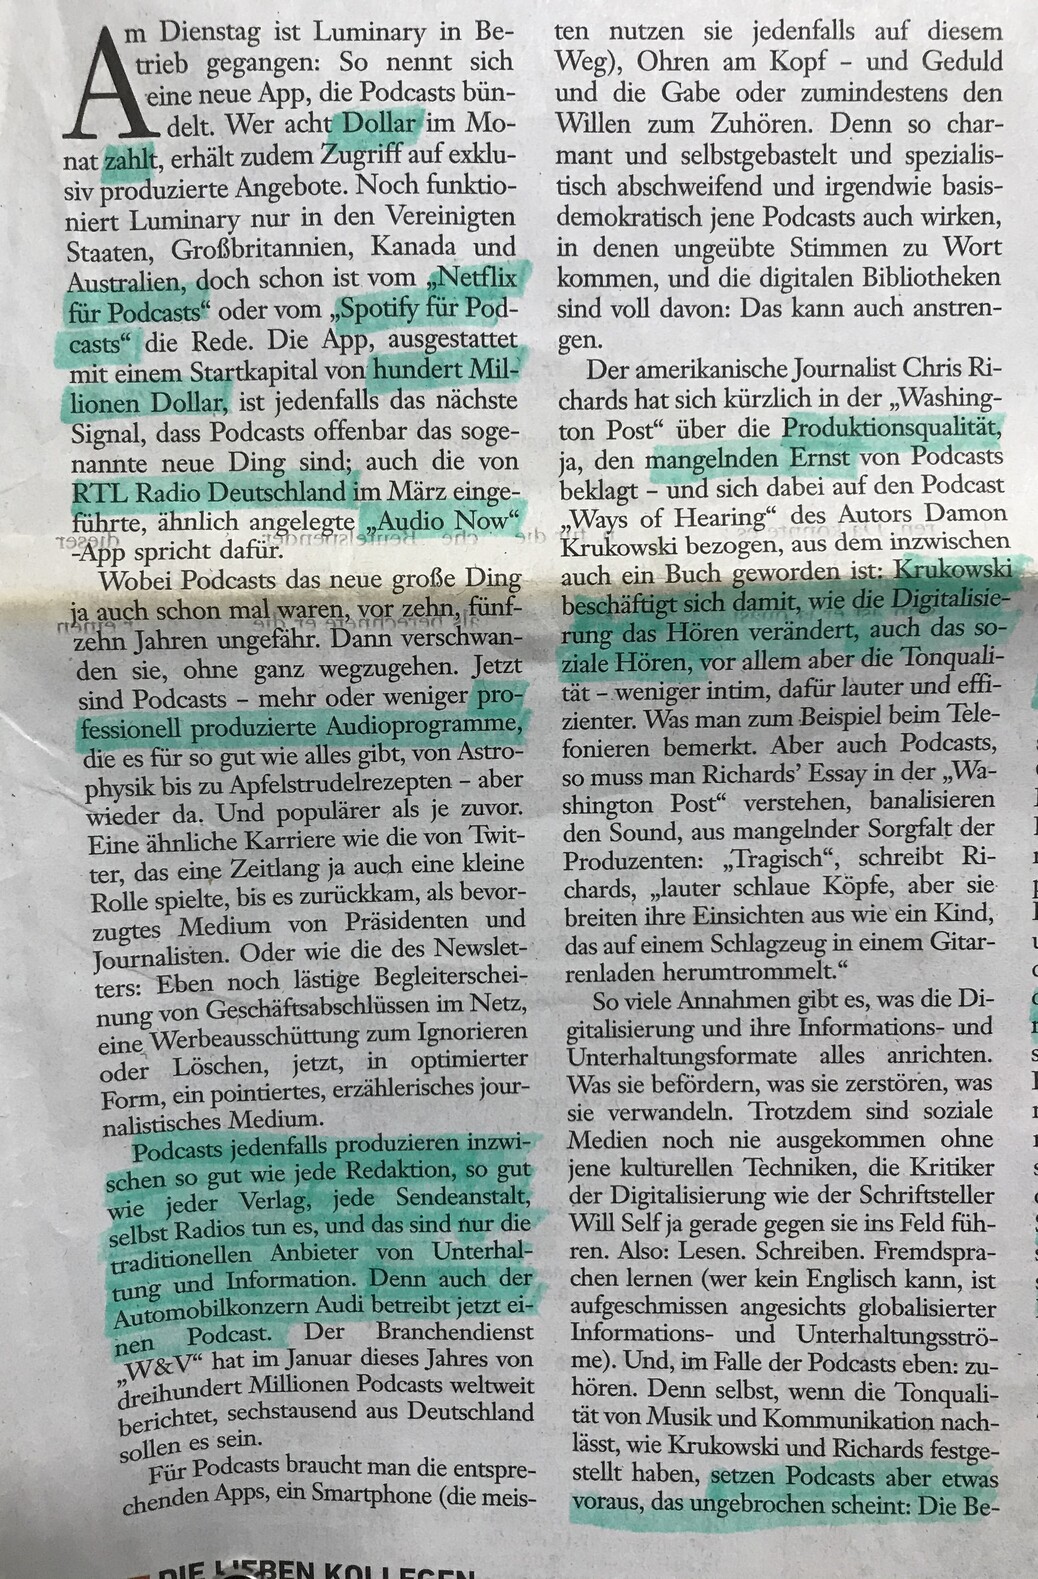 Am Dienstag ist Luminary in Be-
trieb gegangen: So nennt sich
eine neue App, die Podcasts bün-
delt. Wer acht Dollar im Mo-
nat zahlt, erhält zudem Zugriff auf exklu-
siv produzierte Angebote. Noch funktio-
niert Luminary nur in den Vereinigten
Staaten, Großbritannien, Kanada und
Australien, doch schon ist vom „Netflix
für Podcasts“ oder vom „Spotify für Pod-
casts“ die Rede. Die App, ausgestattet
mit einem Startkapital von hundert Mil-
lionen Dollar, ist jedenfalls das nächste
Signal, dass Podcasts offenbar das soge-
nannte neue Ding sind; auch die von
RTL Radio Deutschland im März einge-
führte, ähnlich angelegte „Audio Now“
-App spricht dafür.
Wobei Podcasts das neue große Ding
ja auch schon mal waren, vor zehn, fünf-
zehn Jahren ungefähr. Dann verschwan-
den sie, ohne ganz wegzugehen. Jetzt
sind Podcasts – mehr oder weniger pro-
fessionell produzierte Audioprogramme,
die es für so gut wie alles gibt, von Astro-
physik bis zu Apfelstrudelrezepten – aber
wieder da. Und populärer als je zuvor.
Eine ähnliche Karriere wie die von Twit-
ter, das eine Zeitlang ja auch eine kleine
Rolle spielte, bis es zurückkam, als bevor-
zugtes Medium von Präsidenten und
Journalisten. Oder wie die des Newslet-
ters: Eben noch lästige Begleiterschei-
nung von Geschäftsabschlüssen im Netz,
eine Werbeausschüttung zum Ignorieren
oder Löschen, jetzt, in optimierter
Form, ein pointiertes, erzählerisches jour-
nalistisches Medium.
Podcasts jedenfalls produzieren inzwi-
schen so gut wie jede Redaktion, so gut
wie jeder Verlag, jede Sendeanstalt,
selbst Radios tun es, und das sind nur die
traditionellen Anbieter von Unterhal-
tung und Information. Denn auch der
Automobilkonzern Audi betreibt jetzt ei-
nen Podcast. Der Branchendienst
„W&V“ hat im Januar dieses Jahres von
dreihundert Millionen Podcasts weltweit
berichtet, sechstausend aus Deutschland
sollen es sein.
Für Podcasts braucht man die entspre-
chenden Apps, ein Smartphone (die meis-
ten nutzen sie jedenfalls auf diesem
Weg), Ohren am Kopf – und Geduld
und die Gabe oder zumindestens den
Willen zum Zuhören. Denn so char-
mant und selbstgebastelt und spezialis-
tisch abschweifend und irgendwie basis-
demokratisch jene Podcasts auch wirken,
in denen ungeübte Stimmen zu Wort
kommen, und die digitalen Bibliotheken
sind voll davon: Das kann auch anstren-
gen.
Der amerikanische Journalist Chris Ri-
chards hat sich kürzlich in der „Washing-
ton Post“ über die Produktionsqualität,
ja, den mangelnden Ernst von Podcasts
beklagt – und sich dabei auf den Podcast
„Ways of Hearing“ des Autors Damon
Krukowski bezogen, aus dem inzwischen
auch ein Buch geworden ist: Krukowski
beschäftigt sich damit, wie die Digitalisie-
rung das Hören verändert, auch das so-
ziale Hören, vor allem aber die Tonquali-
tät – weniger intim, dafür lauter und effi-
zienter. Was man zum Beispiel beim Tele-
fonieren bemerkt. Aber auch Podcasts,
so muss man Richards’ Essay in der „Wa-
shington Post“ verstehen, banalisieren
den Sound, aus mangelnder Sorgfalt der
Produzenten: „Tragisch“, schreibt Ri-
chards, „lauter schlaue Köpfe, aber sie
breiten ihre Einsichten aus wie ein Kind,
das auf einem Schlagzeug in einem Gitar-
renladen herumtrommelt.“
So viele Annahmen gibt es, was die Di-
gitalisierung und ihre Informations- und
Unterhaltungsformate alles anrichten.
Was sie befördern, was sie zerstören, was
sie verwandeln. Trotzdem sind soziale
Medien noch nie ausgekommen ohne
jene kulturellen Techniken, die Kritiker
der Digitalisierung wie der Schriftsteller
Will Self ja gerade gegen sie ins Feld füh-
ren. Also: Lesen. Schreiben. Fremdspra-
chen lernen (wer kein Englisch kann, ist
aufgeschmissen angesichts globalisierter
Informations- und Unterhaltungsströ-
me). Und, im Falle der Podcasts eben: zu-
hören. Denn selbst, wenn die Tonquali-
tät von Musik und Kommunikation nach-
lässt, wie Krukowski und Richards festge-
stellt haben, setzen Podcasts aber etwas
voraus, das ungebrochen scheint: Die Be-
DIE LIEBEN KOLLEGEN